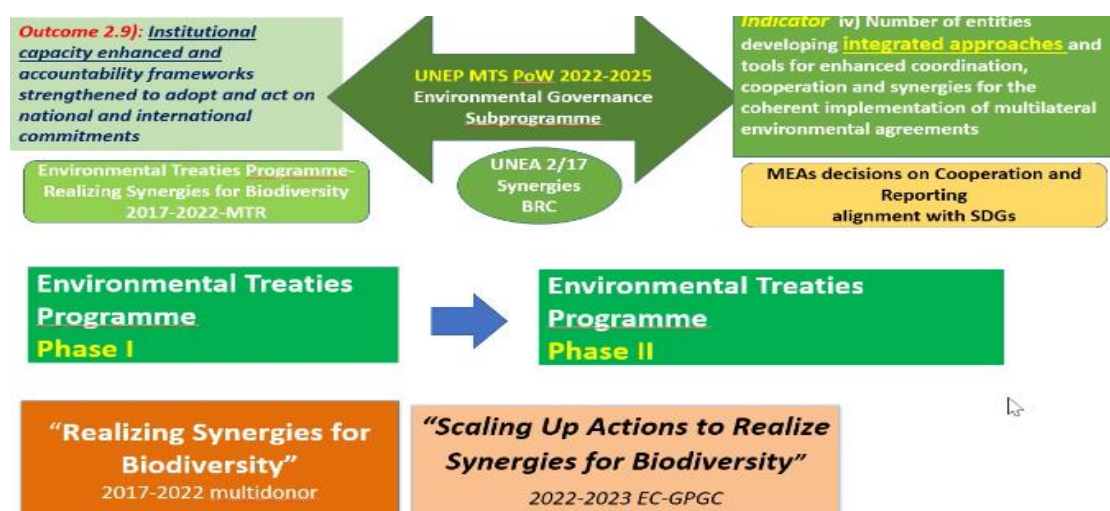 Outcome 2.9): Institutional
capacity enhanced and
accountability frameworks
strengthened to adopt and act on
national and international
commitments
UNEP MTS PoW 2022-2025
Environmental Governance
Subprogramme
Indicator iv) Number of entities
developing integrated approaches and
tools for enhanced coordination,
cooperation and synergies for the
coherent implementation of multilateral
environmental agreements
Environmental Treaties Programme-
Realizing Synergies for Biodiversity
2017-2022-MTR
UNEA 2/17
Synergies
BRC
MEAs decisions on Cooperation and
Reporting
alignment with SDGs
Environmental Treaties
Programme
Phase I
Environmental Treaties
Programme
Phase II
“Realizing Synergies for
Biodiversity”
2017-2022 multidonor
“Scaling Up Actions to Realize
Synergies for Biodiversity”
2022-2023 EC-GPGC